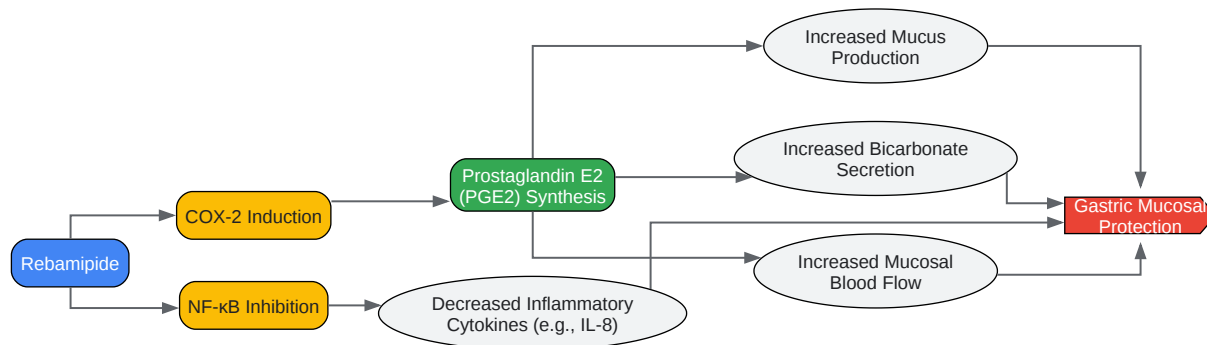 Increased Mucus
Production
Increased Bicarbonate
Secretion
Prostaglandin E2
(PGE2) Synthesis
COX-2 Induction
Gastric Mucosal
Protection
Rebamipide
Increased Mucosal
Blood Flow
NF-κB Inhibition
Decreased Inflammatory
Cytokines (e.g., IL-8)